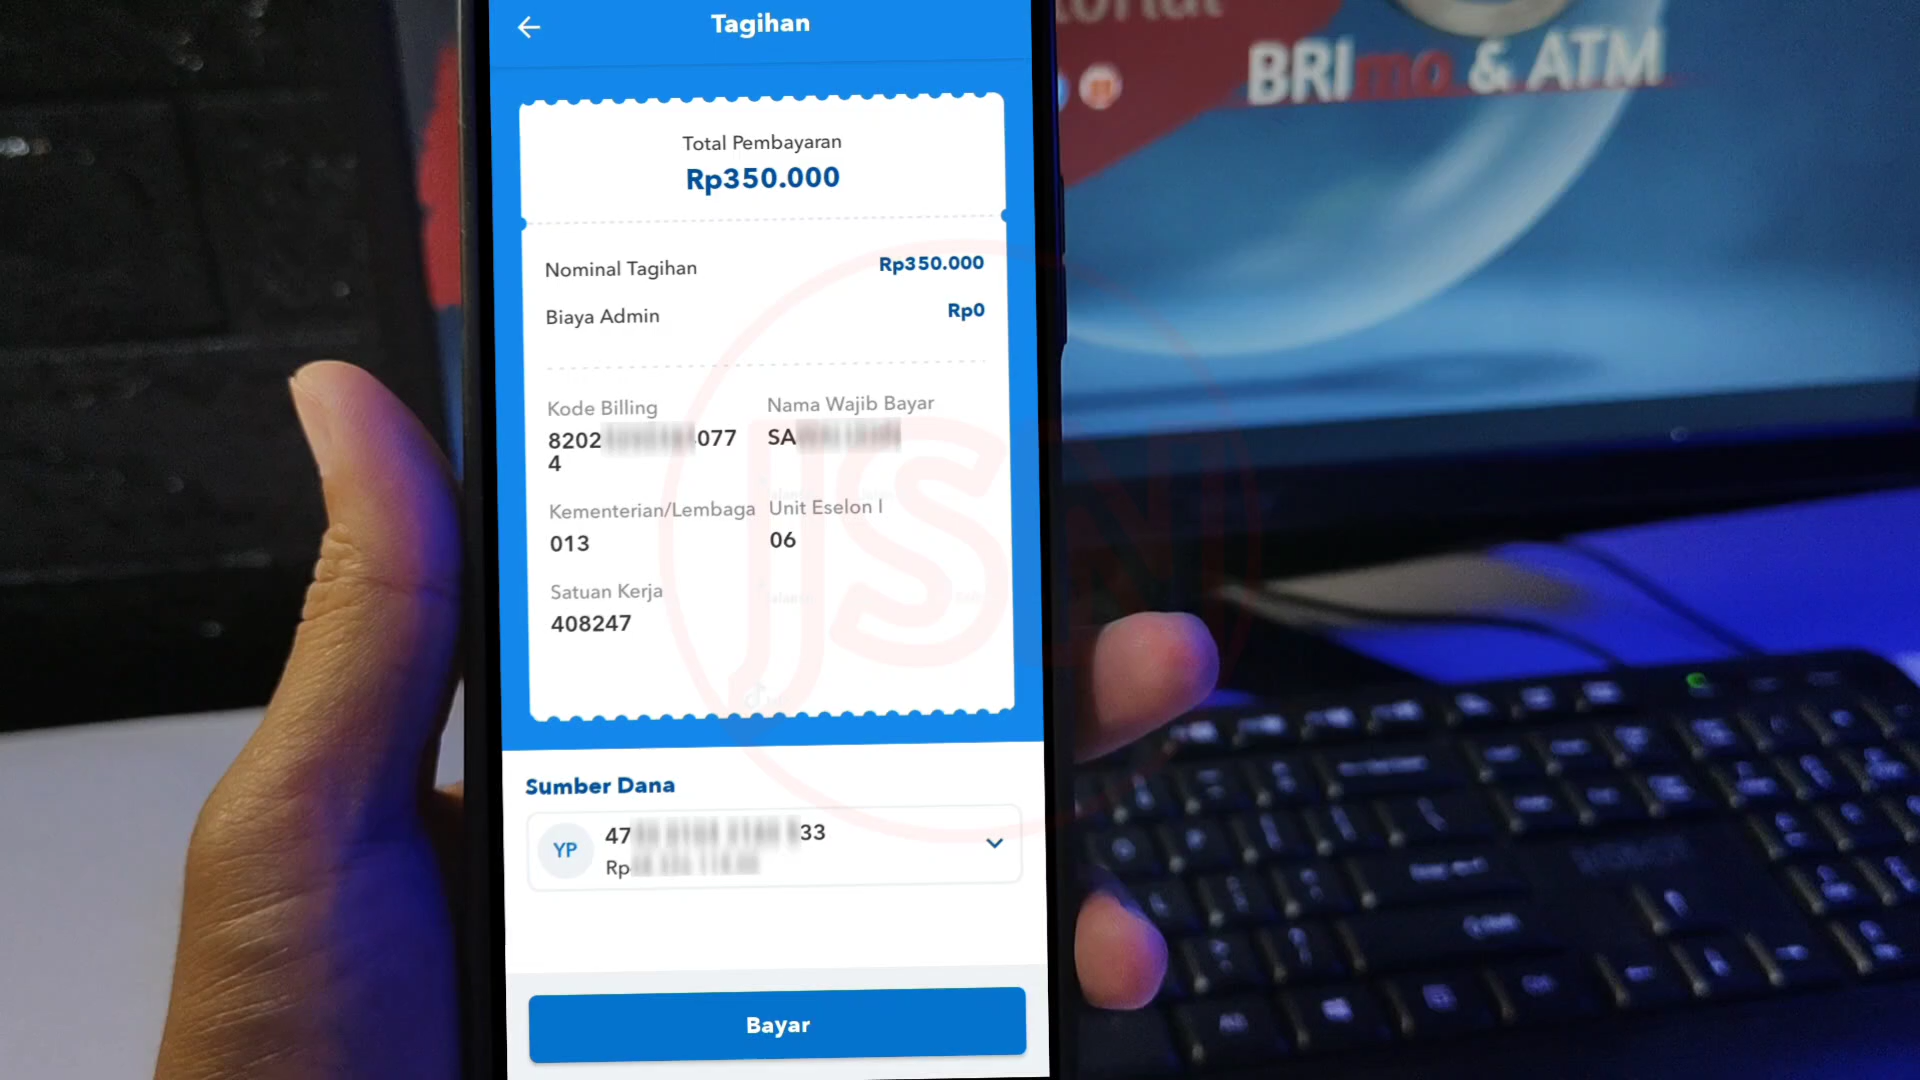 Tagihan
Total Pembayaran
Rp350.000
Nominal Tagihan
Rp350.000
Biaya Admin
Rp0
Kode Billing
8202
077
4
Nama Wajib Bayar
SA
Kementerian/Lembaga
013
Unit Eselon I
06
Satuan Kerja
408247
Sumber Dana
YP
47
33
Rp
Bayar
BRImo & ATM
JSN